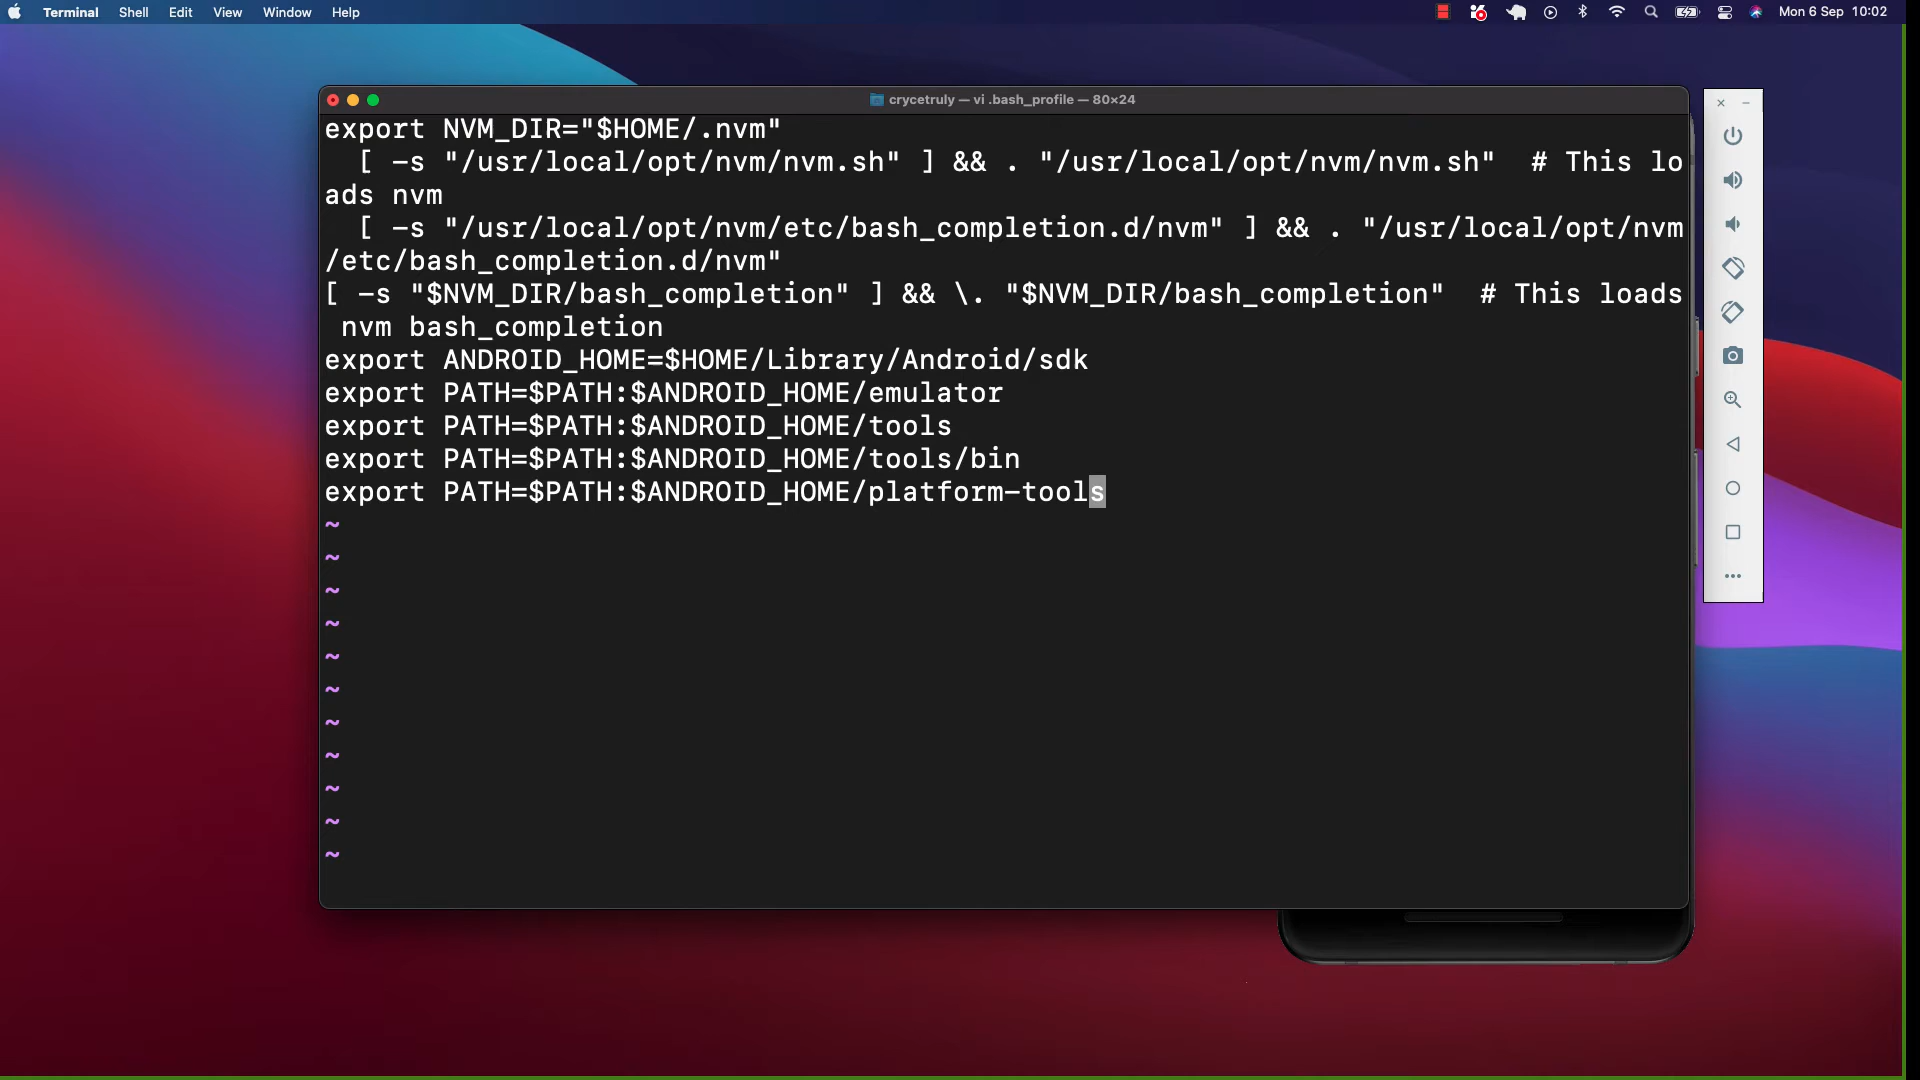 Terminal Shell Edit View Window Help Mon 6 Sep 10:02
crycetruly — vi .bash_profile — 80×24
export NVM_DIR="$HOME/.nvm"
  [ -s "/usr/local/opt/nvm/nvm.sh" ] && . "/usr/local/opt/nvm/nvm.sh"  # This lo
ads nvm
  [ -s "/usr/local/opt/nvm/etc/bash_completion.d/nvm" ] && . "/usr/local/opt/nvm
/etc/bash_completion.d/nvm"
[ -s "$NVM_DIR/bash_completion" ] && \. "$NVM_DIR/bash_completion"  # This loads
 nvm bash_completion
export ANDROID_HOME=$HOME/Library/Android/sdk
export PATH=$PATH:$ANDROID_HOME/emulator
export PATH=$PATH:$ANDROID_HOME/tools
export PATH=$PATH:$ANDROID_HOME/tools/bin
export PATH=$PATH:$ANDROID_HOME/platform-tools
~
~
~
~
~
~
~
~
~
~
~